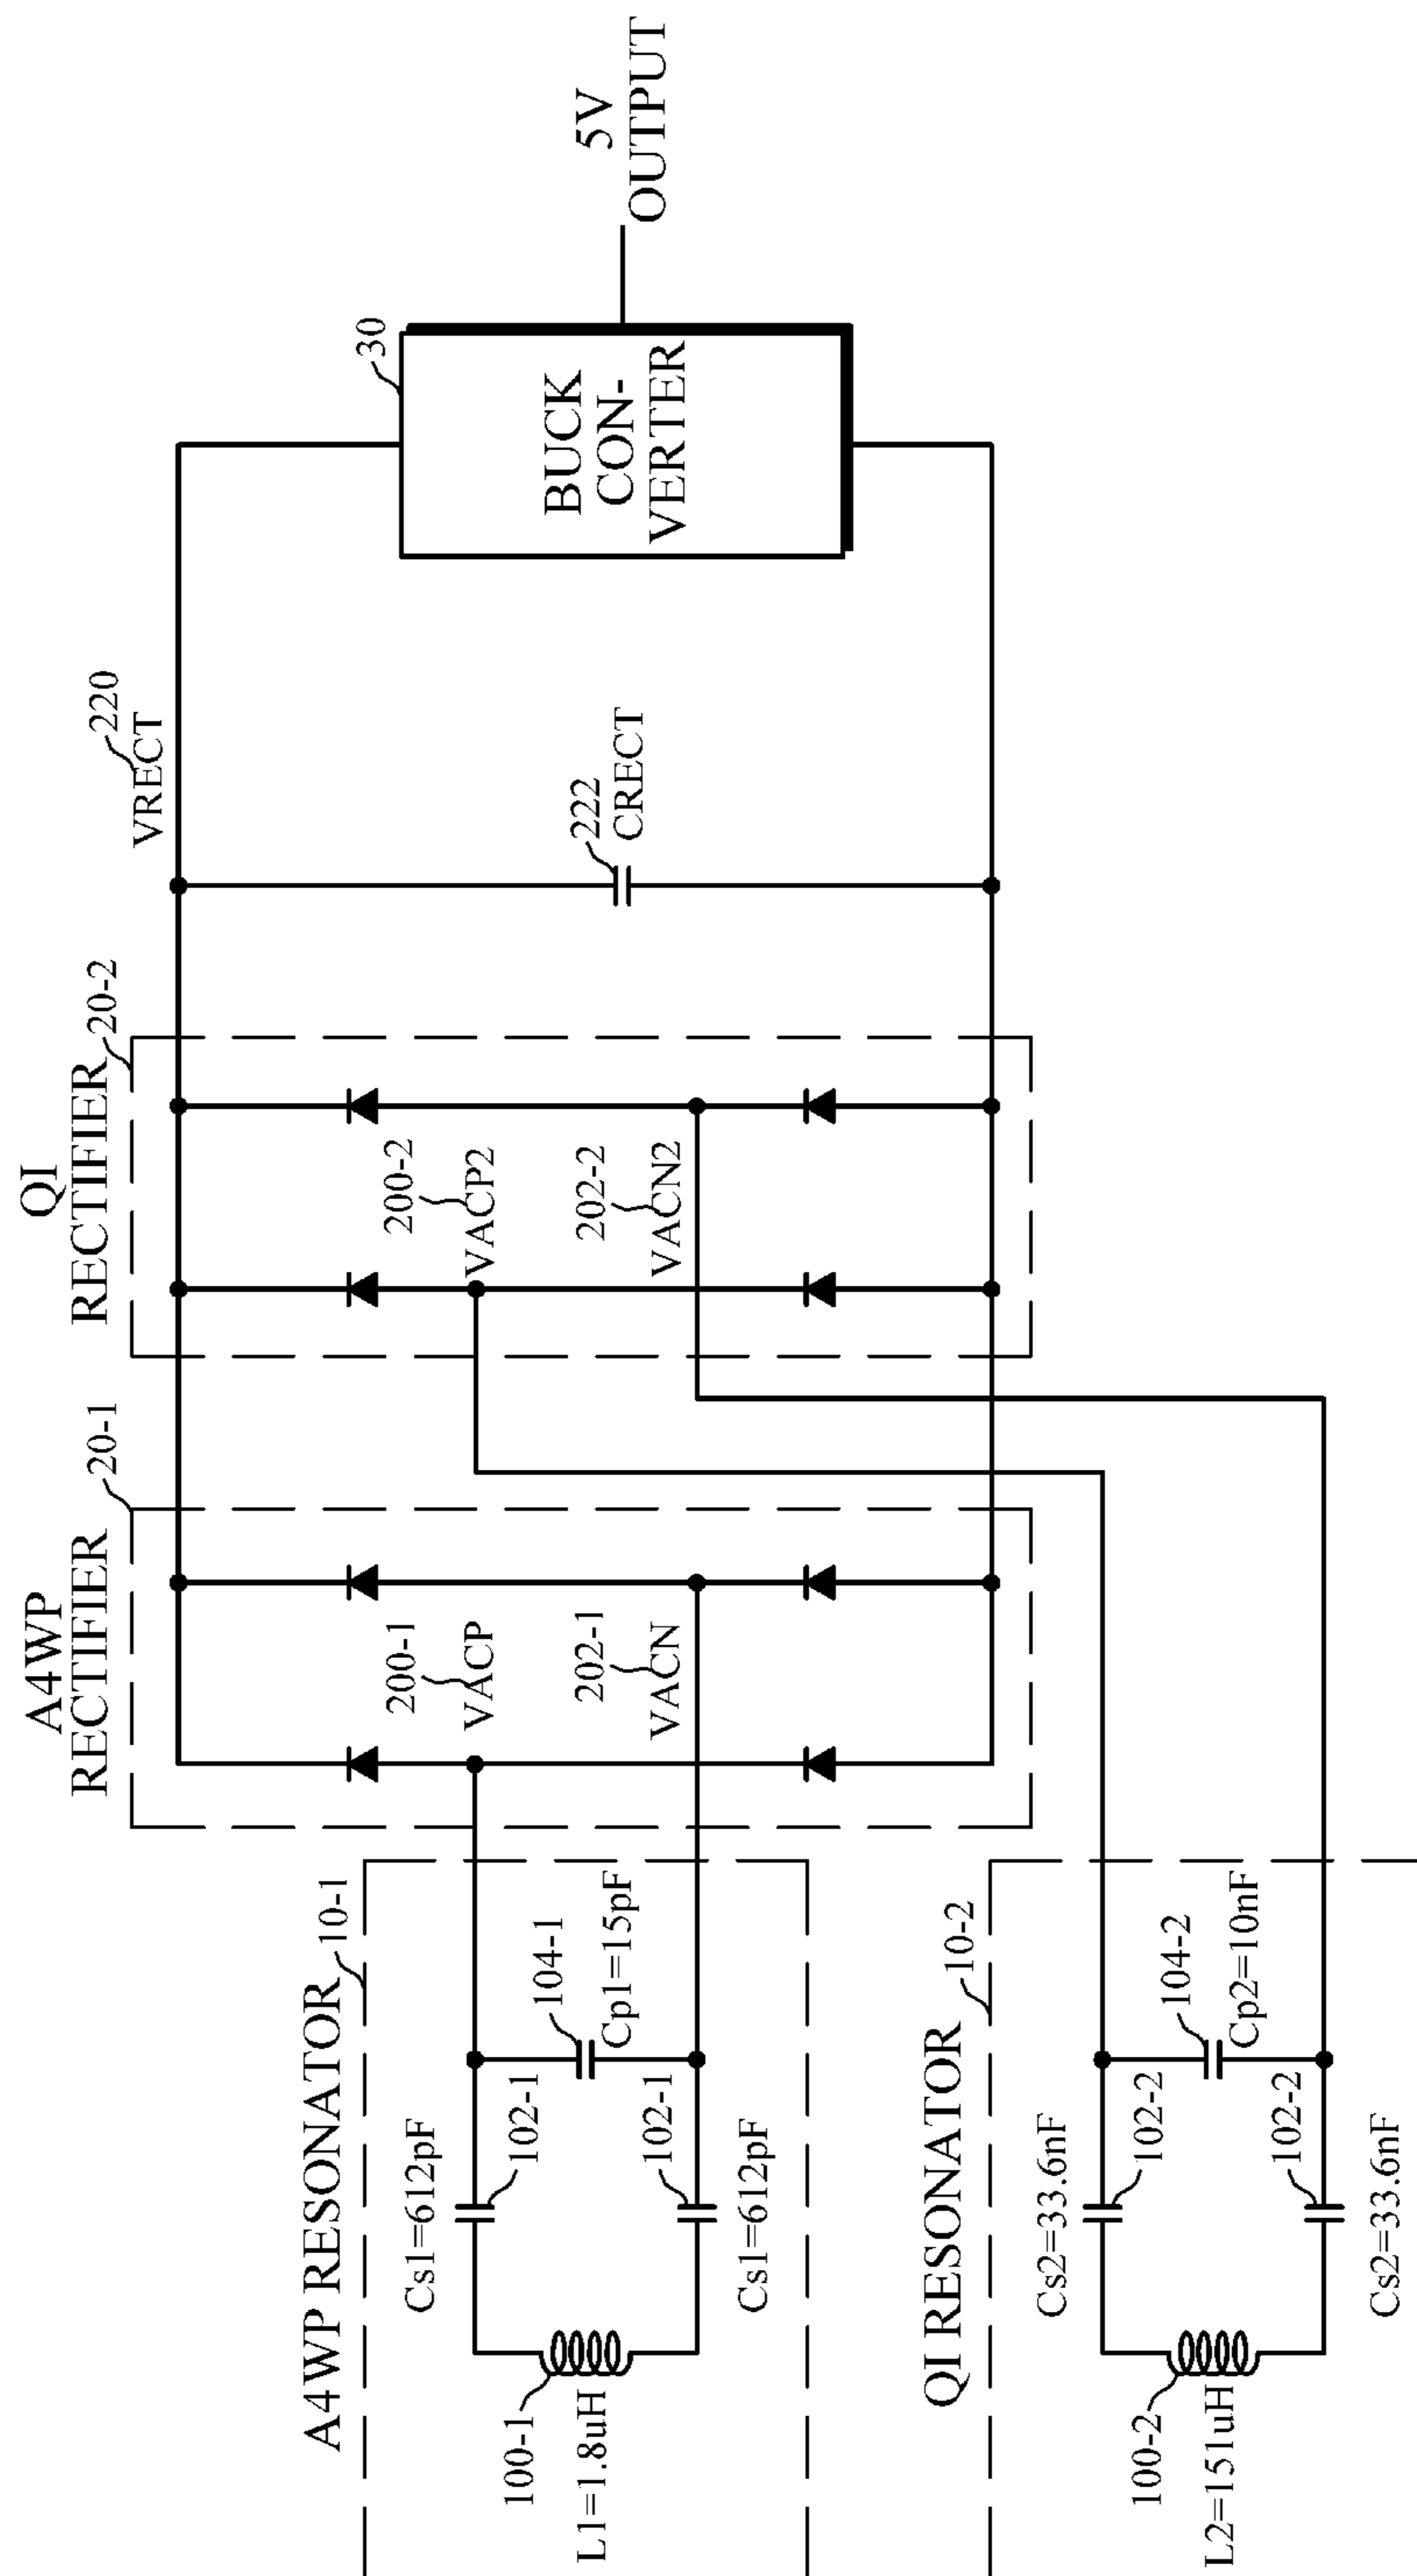 A4WP RESONATOR
10-1
Cs1=612pF
102-1
100-1
L1=1.8uH
104-1
Cp1=15pF
102-1
Cs1=612pF
A4WP
RECTIFIER
20-1
200-1
VACP
202-1
VACN
QI
RECTIFIER
20-2
200-2
VACP2
202-2
VACN2
220
VRECT
222
CRECT
30
BUCK
CON-
VERTER
5V
OUTPUT
QI RESONATOR
10-2
Cs2=33.6nF
102-2
100-2
L2=151uH
104-2
Cp2=10nF
102-2
Cs2=33.6nF